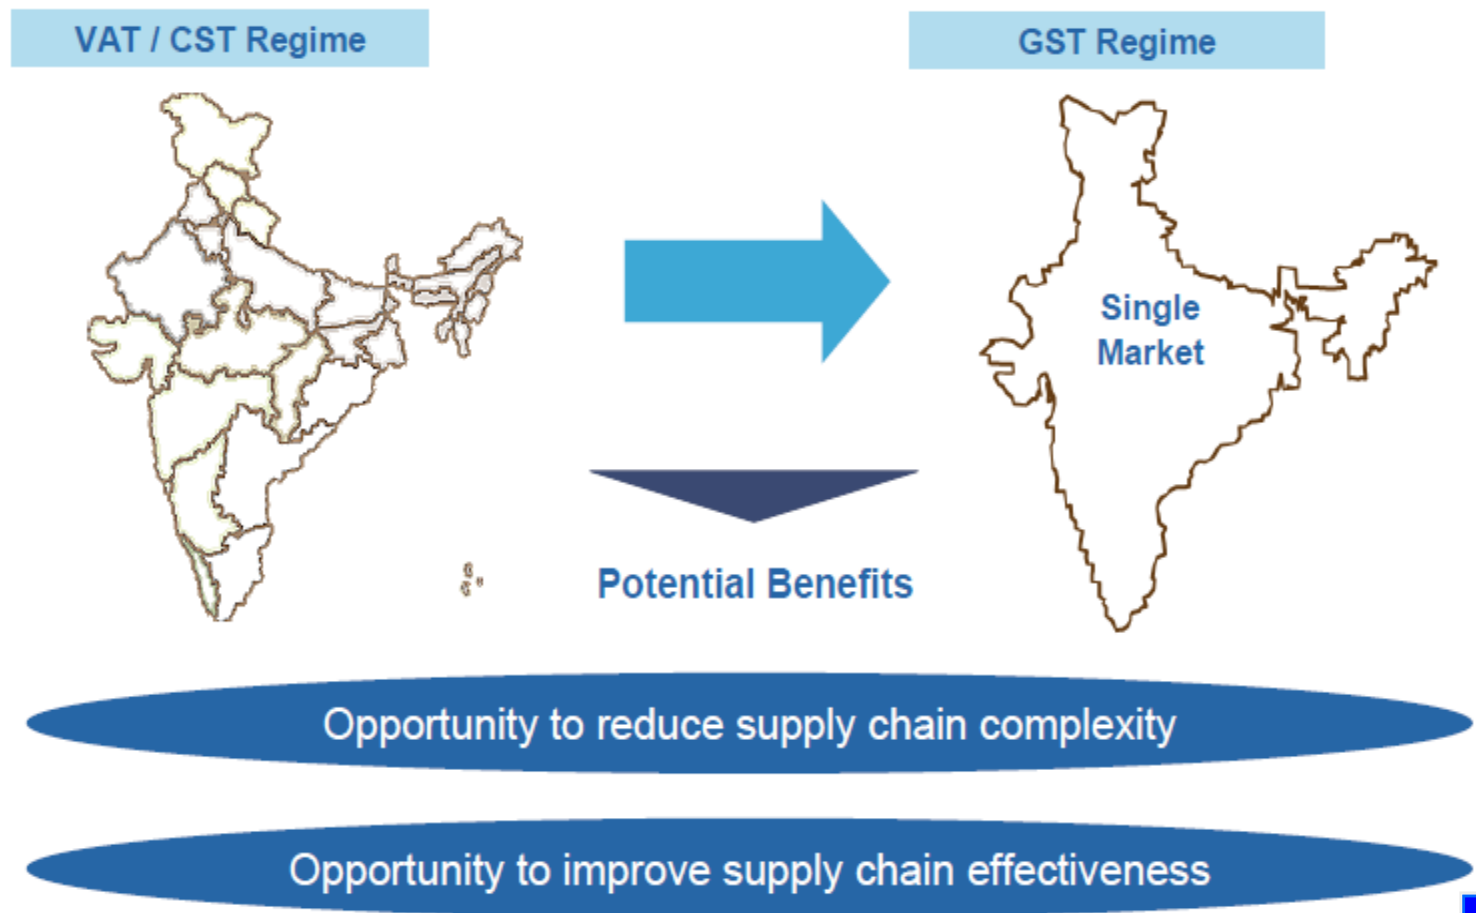 VAT / CST Regime
GST Regime
Single
Market
Potential Benefits
Opportunity to reduce supply chain complexity
Opportunity to improve supply chain effectiveness